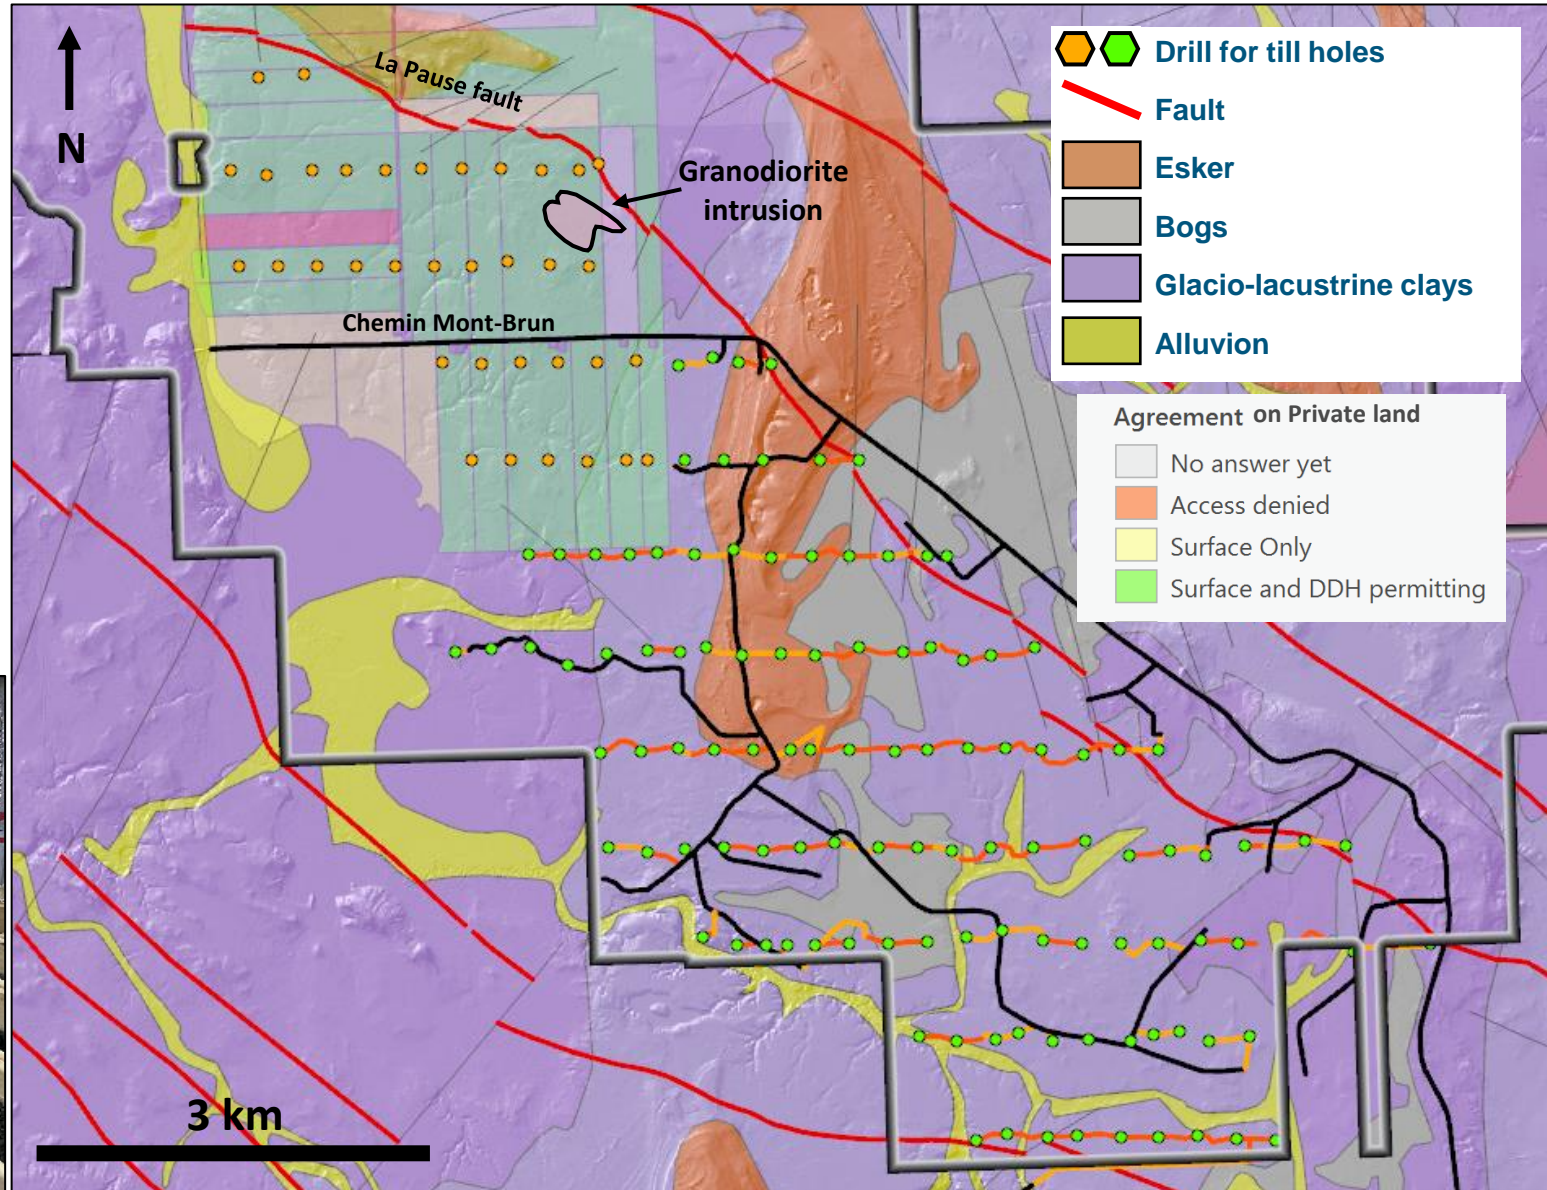 N
La Pause fault
Granodiorite
intrusion
Chemin Mont-Brun
3 km
Drill for till holes
Fault
Esker
Bogs
Glacio-lacustrine clays
Alluvion
Agreement on Private land
No answer yet
Access denied
Surface Only
Surface and DDH permitting